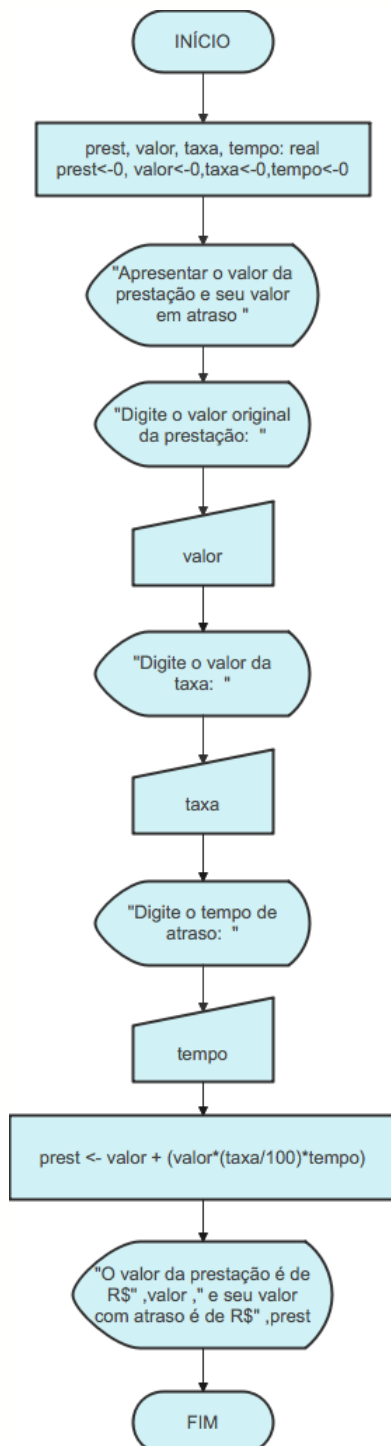 INÍCIO
prest, valor, taxa, tempo: real
prest<-0, valor<-0,taxa<-0,tempo<-0
"Apresentar o valor da
prestação e seu valor
em atraso "
"Digite o valor original
da prestação:  "
valor
"Digite o valor da
taxa:  "
taxa
"Digite o tempo de
atraso:  "
tempo
prest <- valor + (valor*(taxa/100)*tempo)
"O valor da prestação é de
R$" ,valor ," e seu valor
com atraso é de R$" ,prest
FIM